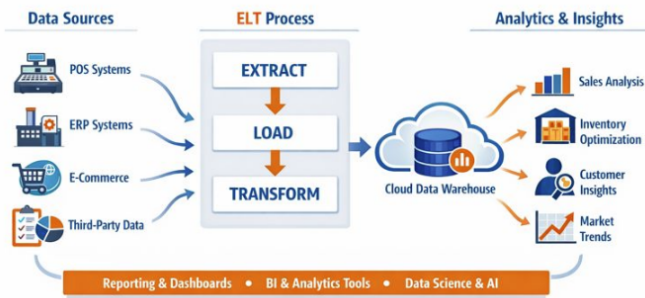 Data Sources
ELT Process
Analytics & Insights
POS Systems
ERP Systems
E-Commerce
Third-Party Data
EXTRACT
LOAD
TRANSFORM
Cloud Data Warehouse
Sales Analysis
Inventory
Optimization
Customer
Insights
Market
Trends
Reporting & Dashboards • BI & Analytics Tools • Data Science & AI